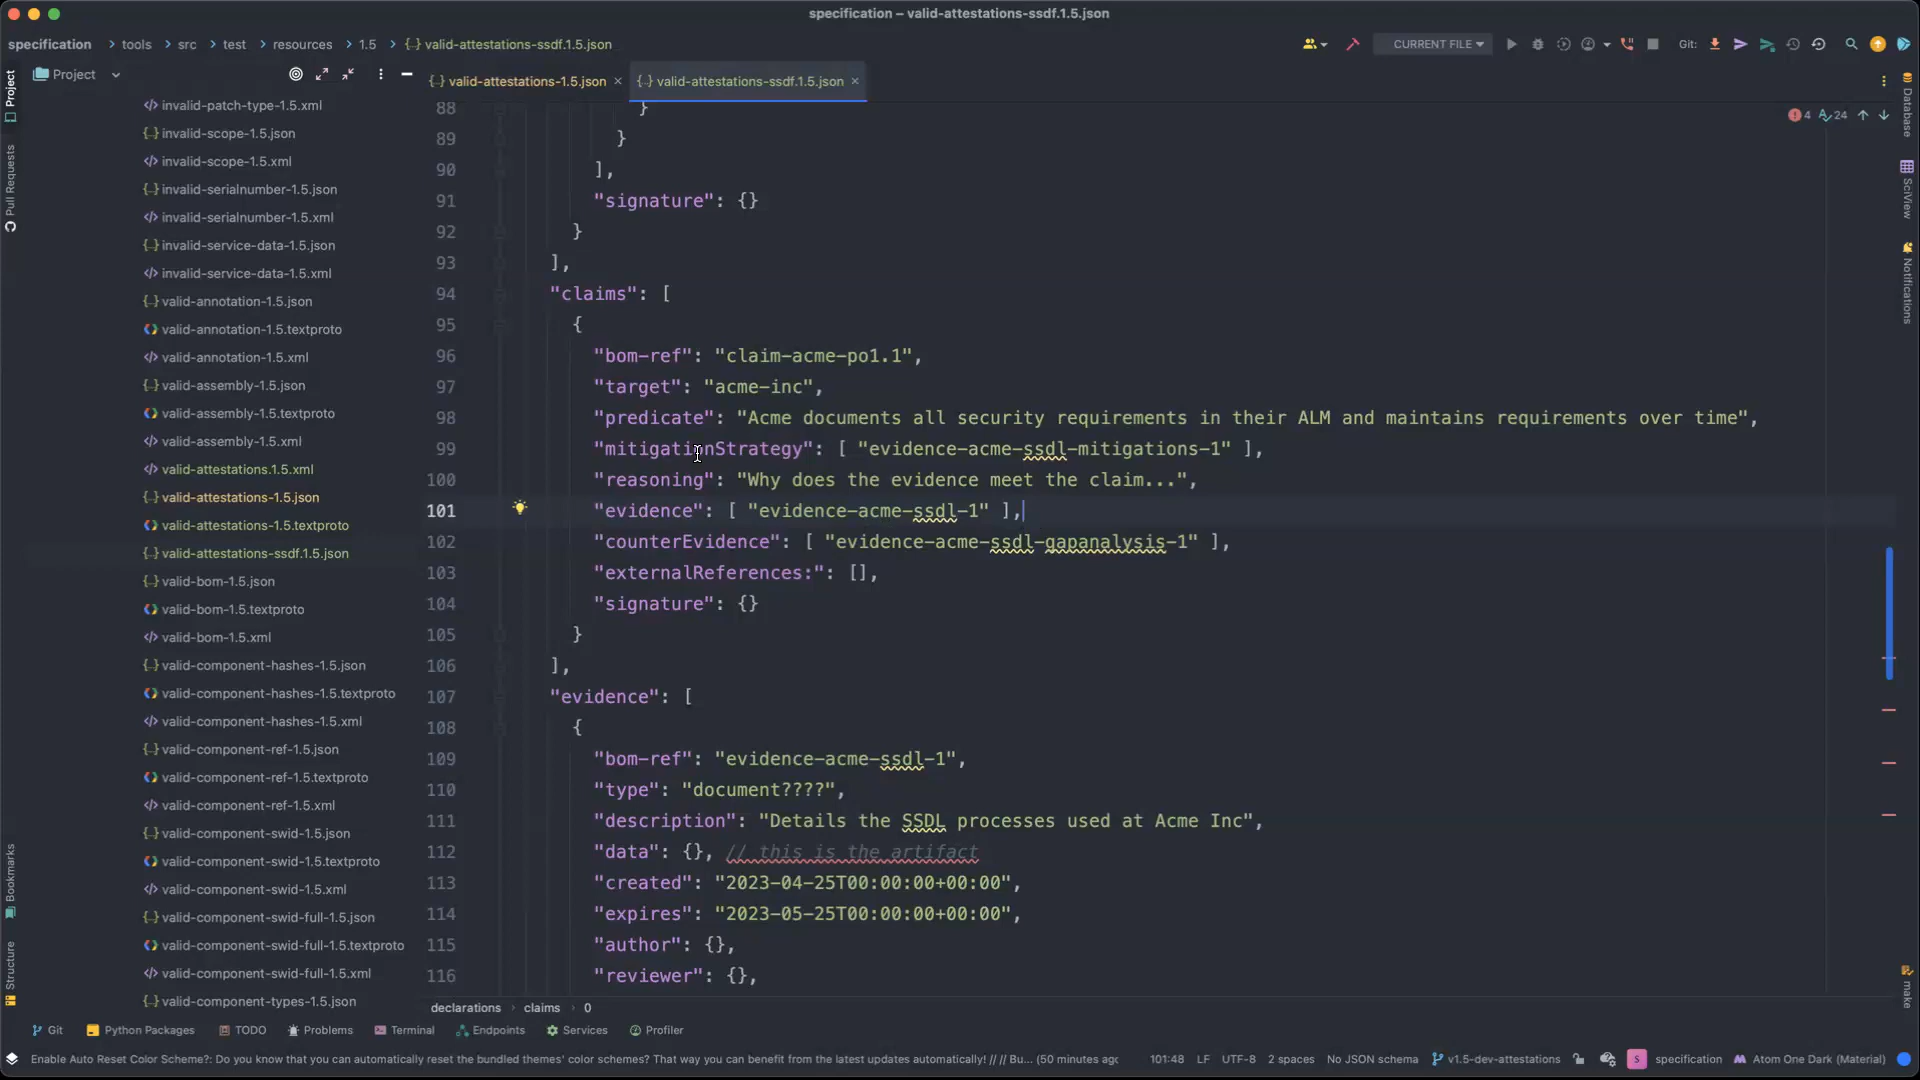 specification – valid-attestations-ssdf.1.5.json
specification > tools > src > test > resources > 1.5 > {..} valid-attestations-ssdf.1.5.json
CURRENT FILE
Git:
Project
valid-attestations-1.5.json ×
valid-attestations-ssdf.1.5.json ×
Project
Pull Requests
Bookmarks
Structure
invalid-patch-type-1.5.xml
invalid-scope-1.5.json
invalid-scope-1.5.xml
invalid-serialnumber-1.5.json
invalid-serialnumber-1.5.xml
invalid-service-data-1.5.json
invalid-service-data-1.5.xml
valid-annotation-1.5.json
valid-annotation-1.5.textproto
valid-annotation-1.5.xml
valid-assembly-1.5.json
valid-assembly-1.5.textproto
valid-assembly-1.5.xml
valid-attestations.1.5.xml
valid-attestations-1.5.json
valid-attestations-1.5.textproto
valid-attestations-ssdf.1.5.json
valid-bom-1.5.json
valid-bom-1.5.textproto
valid-bom-1.5.xml
valid-component-hashes-1.5.json
valid-component-hashes-1.5.textproto
valid-component-hashes-1.5.xml
valid-component-ref-1.5.json
valid-component-ref-1.5.textproto
valid-component-ref-1.5.xml
valid-component-swid-1.5.json
valid-component-swid-1.5.textproto
valid-component-swid-1.5.xml
valid-component-swid-full-1.5.json
valid-component-swid-full-1.5.textproto
valid-component-swid-full-1.5.xml
valid-component-types-1.5.json
4 24
88 }
89 }
90 ],
91 "signature": {}
92 }
93 ],
94 "claims": [
95 {
96 "bom-ref": "claim-acme-po1.1",
97 "target": "acme-inc",
98 "predicate": "Acme documents all security requirements in their ALM and maintains requirements over time",
99 "mitigationStrategy": [ "evidence-acme-ssdl-mitigations-1" ],
100 "reasoning": "Why does the evidence meet the claim...",
101 "evidence": [ "evidence-acme-ssdl-1" ],
102 "counterEvidence": [ "evidence-acme-ssdl-gapanalysis-1" ],
103 "externalReferences:": [],
104 "signature": {}
105 }
106 ],
107 "evidence": [
108 {
109 "bom-ref": "evidence-acme-ssdl-1",
110 "type": "document????",
111 "description": "Details the SSDL processes used at Acme Inc",
112 "data": {}, // this is the artifact
113 "created": "2023-04-25T00:00:00+00:00",
114 "expires": "2023-05-25T00:00:00+00:00",
115 "author": {},
116 "reviewer": {},
Database
SciView
Notifications
make
declarations > claims > 0
Git Python Packages TODO Problems Terminal Endpoints Services Profiler
Enable Auto Reset Color Scheme?: Do you know that you can automatically reset the bundled themes' color schemes? That way you can benefit from the latest updates automatically! // // Bu... (50 minutes agc 101:48 LF UTF-8 2 spaces No JSON schema v1.5-dev-attestations S specification Atom One Dark (Material)